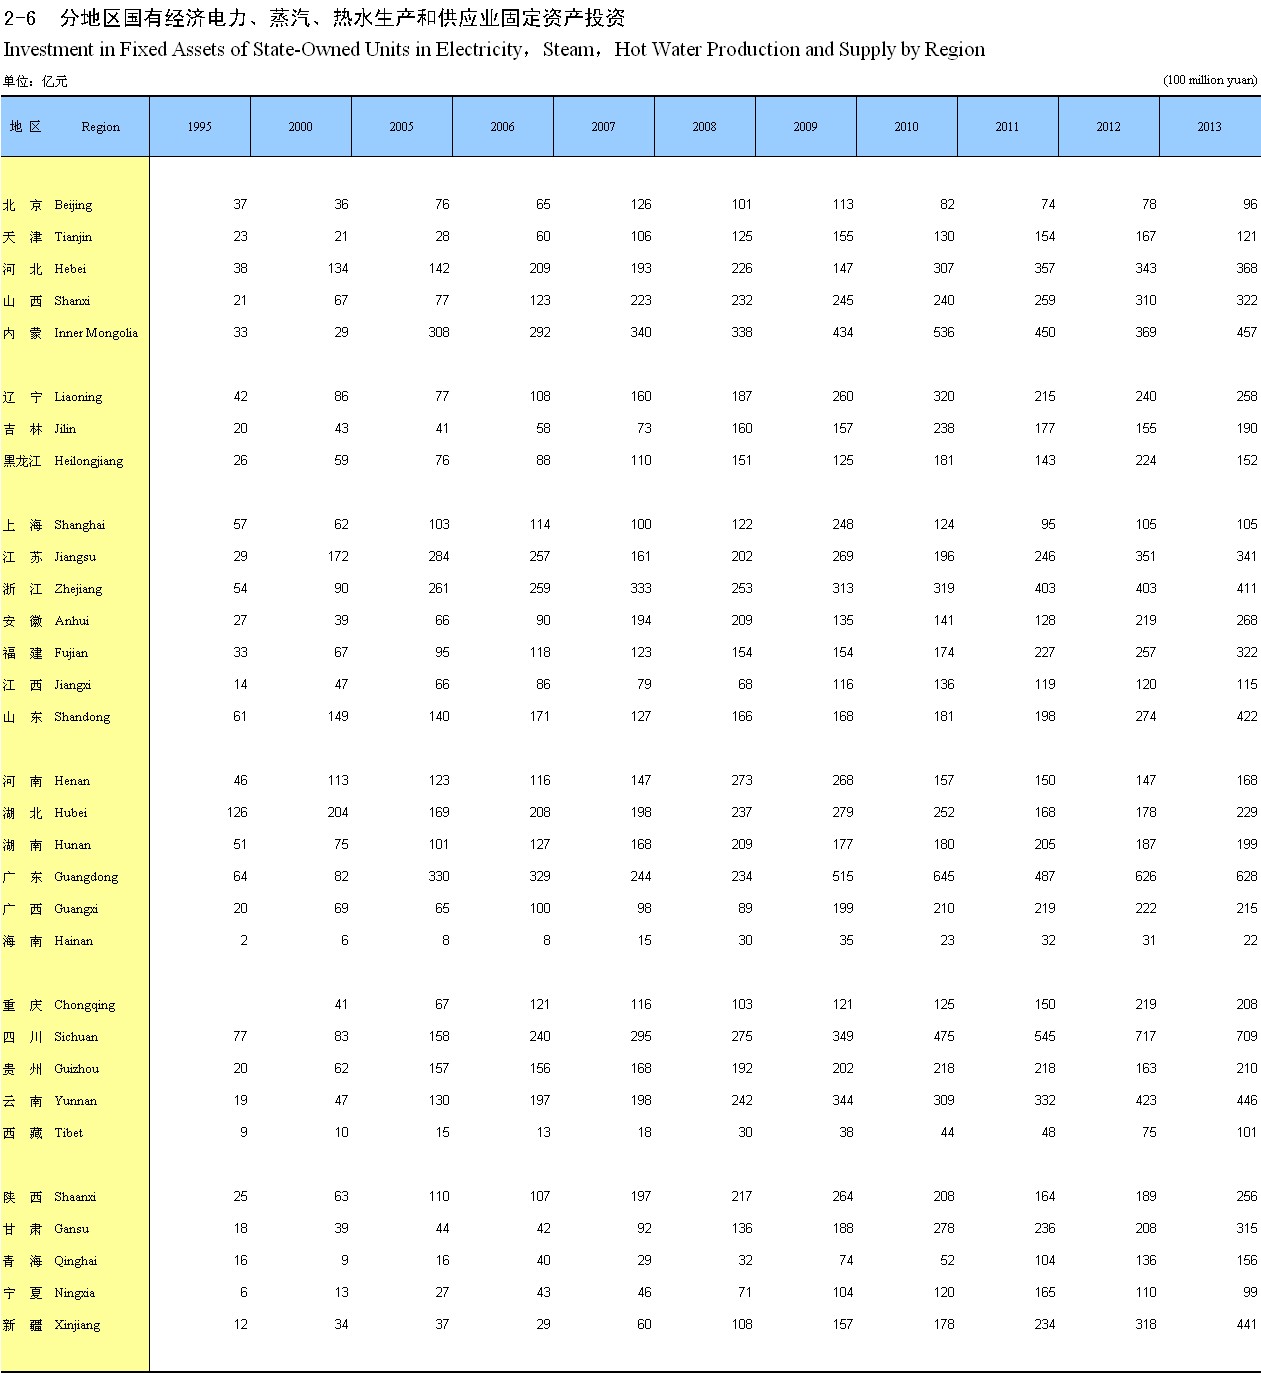 2-6 分地区国有经济电力、蒸汽、热水生产和供应业固定资产投资
Investment in Fixed Assets of State-Owned Units in Electricity, Steam, Hot Water Production and Supply by Region
单位：亿元 (100 million yuan)
地 区 Region 1995 2000 2005 2006 2007 2008 2009 2010 2011 2012 2013
北 京 Beijing 37 36 76 65 126 101 113 82 74 78 96
天 津 Tianjin 23 21 28 60 106 125 155 130 154 167 121
河 北 Hebei 38 134 142 209 193 226 147 307 357 343 368
山 西 Shanxi 21 67 77 123 223 232 245 240 259 310 322
内 蒙 Inner Mongolia 33 29 308 292 340 338 434 536 450 369 457
辽 宁 Liaoning 42 86 77 108 160 187 260 320 215 240 258
吉 林 Jilin 20 43 41 58 73 160 157 238 177 155 190
黑龙江 Heilongjiang 26 59 76 88 110 151 125 181 143 224 152
上 海 Shanghai 57 62 103 114 100 122 248 124 95 105 105
江 苏 Jiangsu 29 172 284 257 161 202 269 196 246 351 341
浙 江 Zhejiang 54 90 261 259 333 253 313 319 403 403 411
安 徽 Anhui 27 39 66 90 194 209 135 141 128 219 268
福 建 Fujian 33 67 95 118 123 154 154 174 227 257 322
江 西 Jiangxi 14 47 66 86 79 68 116 136 119 120 115
山 东 Shandong 61 149 140 171 127 166 168 181 198 274 422
河 南 Henan 46 113 123 116 147 273 268 157 150 147 168
湖 北 Hubei 126 204 169 208 198 237 279 252 168 178 229
湖 南 Hunan 51 75 101 127 168 209 177 180 205 187 199
广 东 Guangdong 64 82 330 329 244 234 515 645 487 626 628
广 西 Guangxi 20 69 65 100 98 89 199 210 219 222 215
海 南 Hainan 2 6 8 8 15 30 35 23 32 31 22
重 庆 Chongqing 41 67 121 116 103 121 125 150 219 208
四 川 Sichuan 77 83 158 240 295 275 349 475 545 717 709
贵 州 Guizhou 20 62 157 156 168 192 202 218 218 163 210
云 南 Yunnan 19 47 130 197 198 242 344 309 332 423 446
西 藏 Tibet 9 10 15 13 18 30 38 44 48 75 101
陕 西 Shaanxi 25 63 110 107 197 217 264 208 164 189 256
甘 肃 Gansu 18 39 44 42 92 136 188 278 236 208 315
青 海 Qinghai 16 9 16 40 29 32 74 52 104 136 156
宁 夏 Ningxia 6 13 27 43 46 71 104 120 165 110 99
新 疆 Xinjiang 12 34 37 29 60 108 157 178 234 318 441